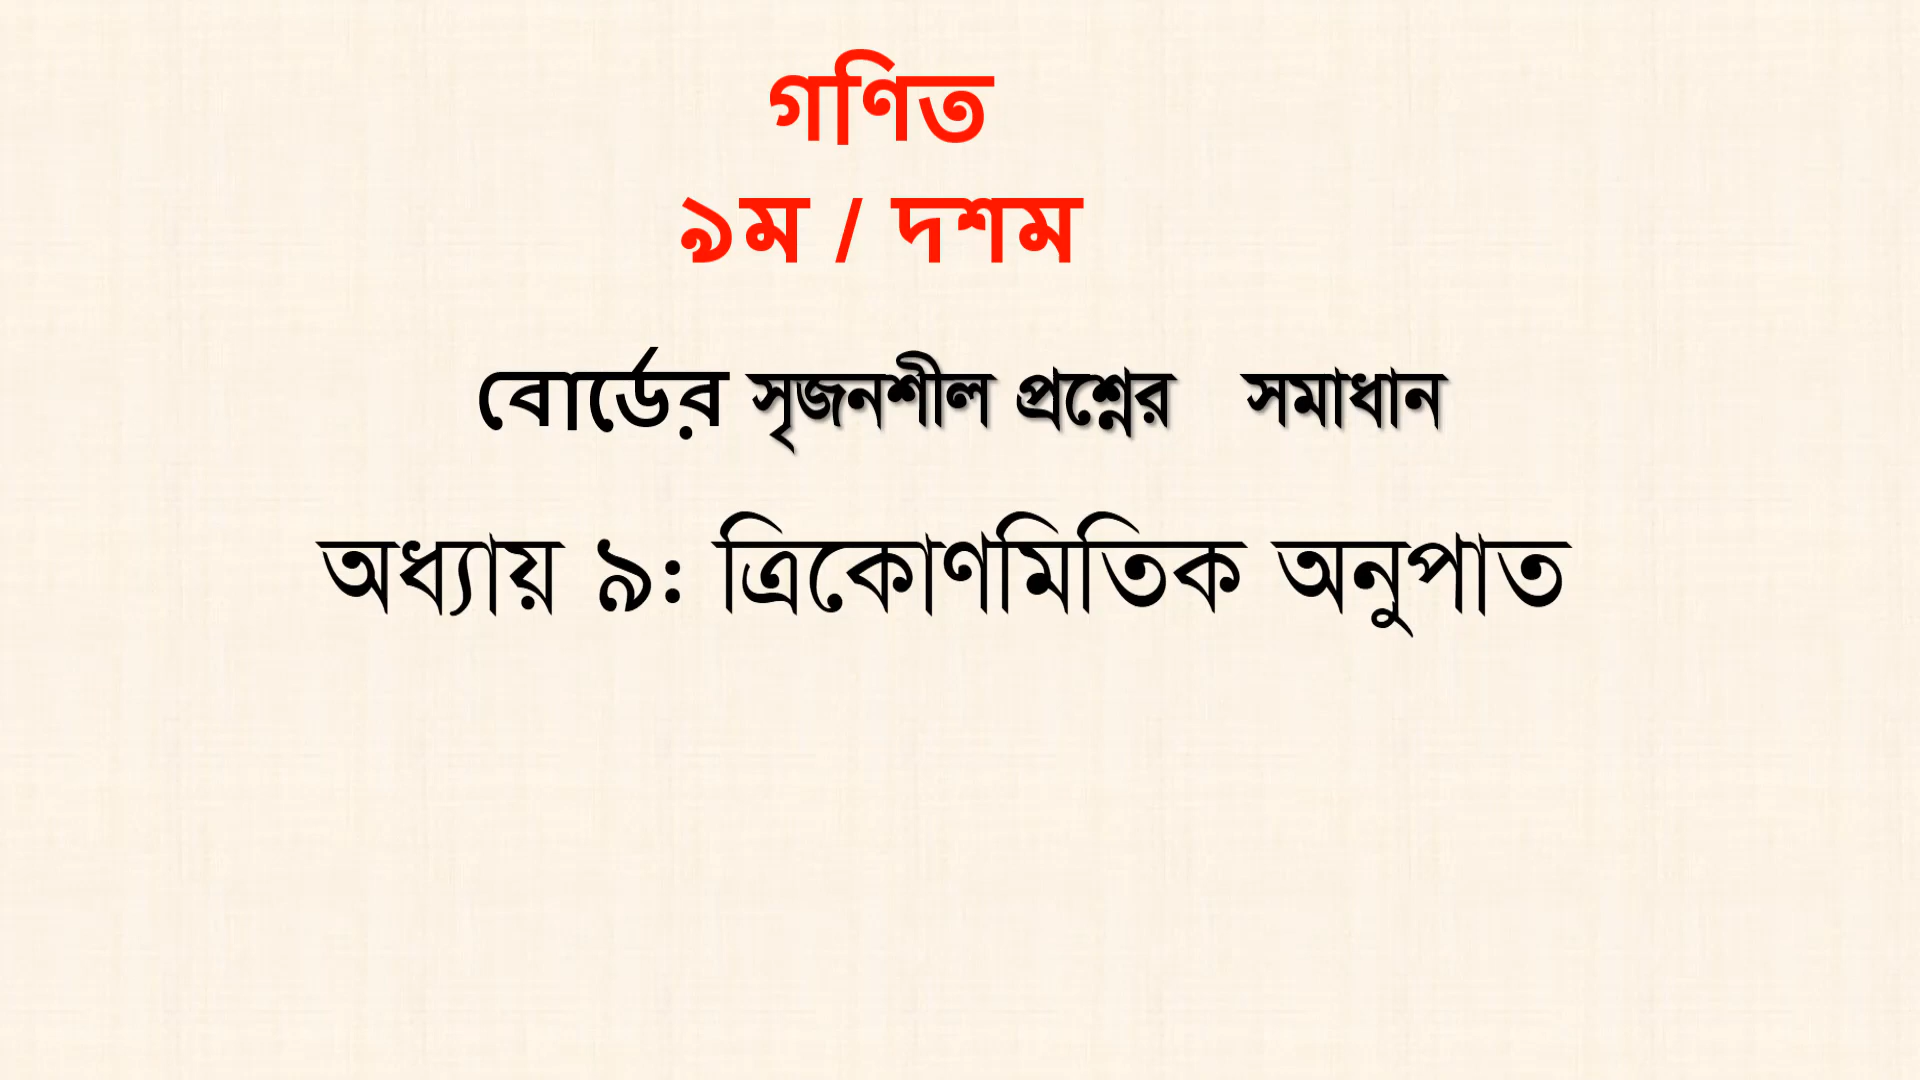 গণিত
৯ম / দশম
বোর্ডের সৃজনশীল প্রশ্নের সমাধান
অধ্যায় ৯: ত্রিকোণমিতিক অনুপাত